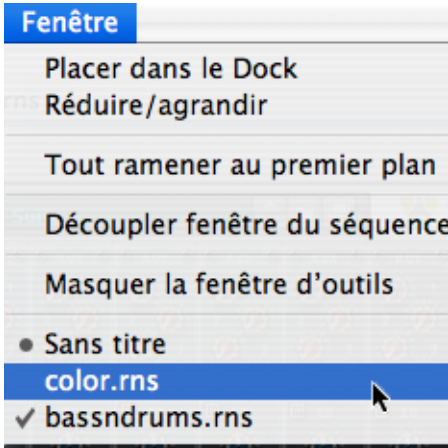 Fenêtre
Placer dans le Dock
Réduire/agrandir
Tout ramener au premier plan
Découpler fenêtre du séquence
Masquer la fenêtre d'outils
Sans titre
color.rns
bassndrums.rns